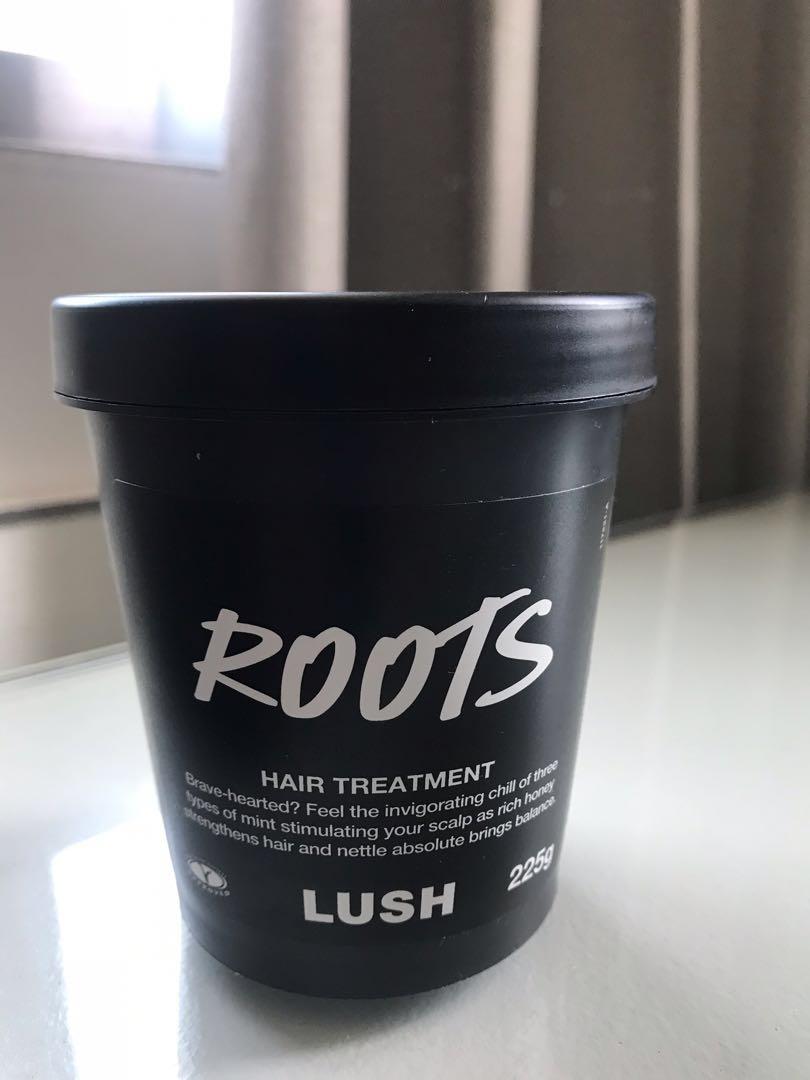 ROOTS
HAIR TREATMENT
Brave-hearted? Feel the invigorating chill of three
types of mint stimulating your scalp as rich honey
strengthens hair and nettle absolute brings balance.
225g
LUSH